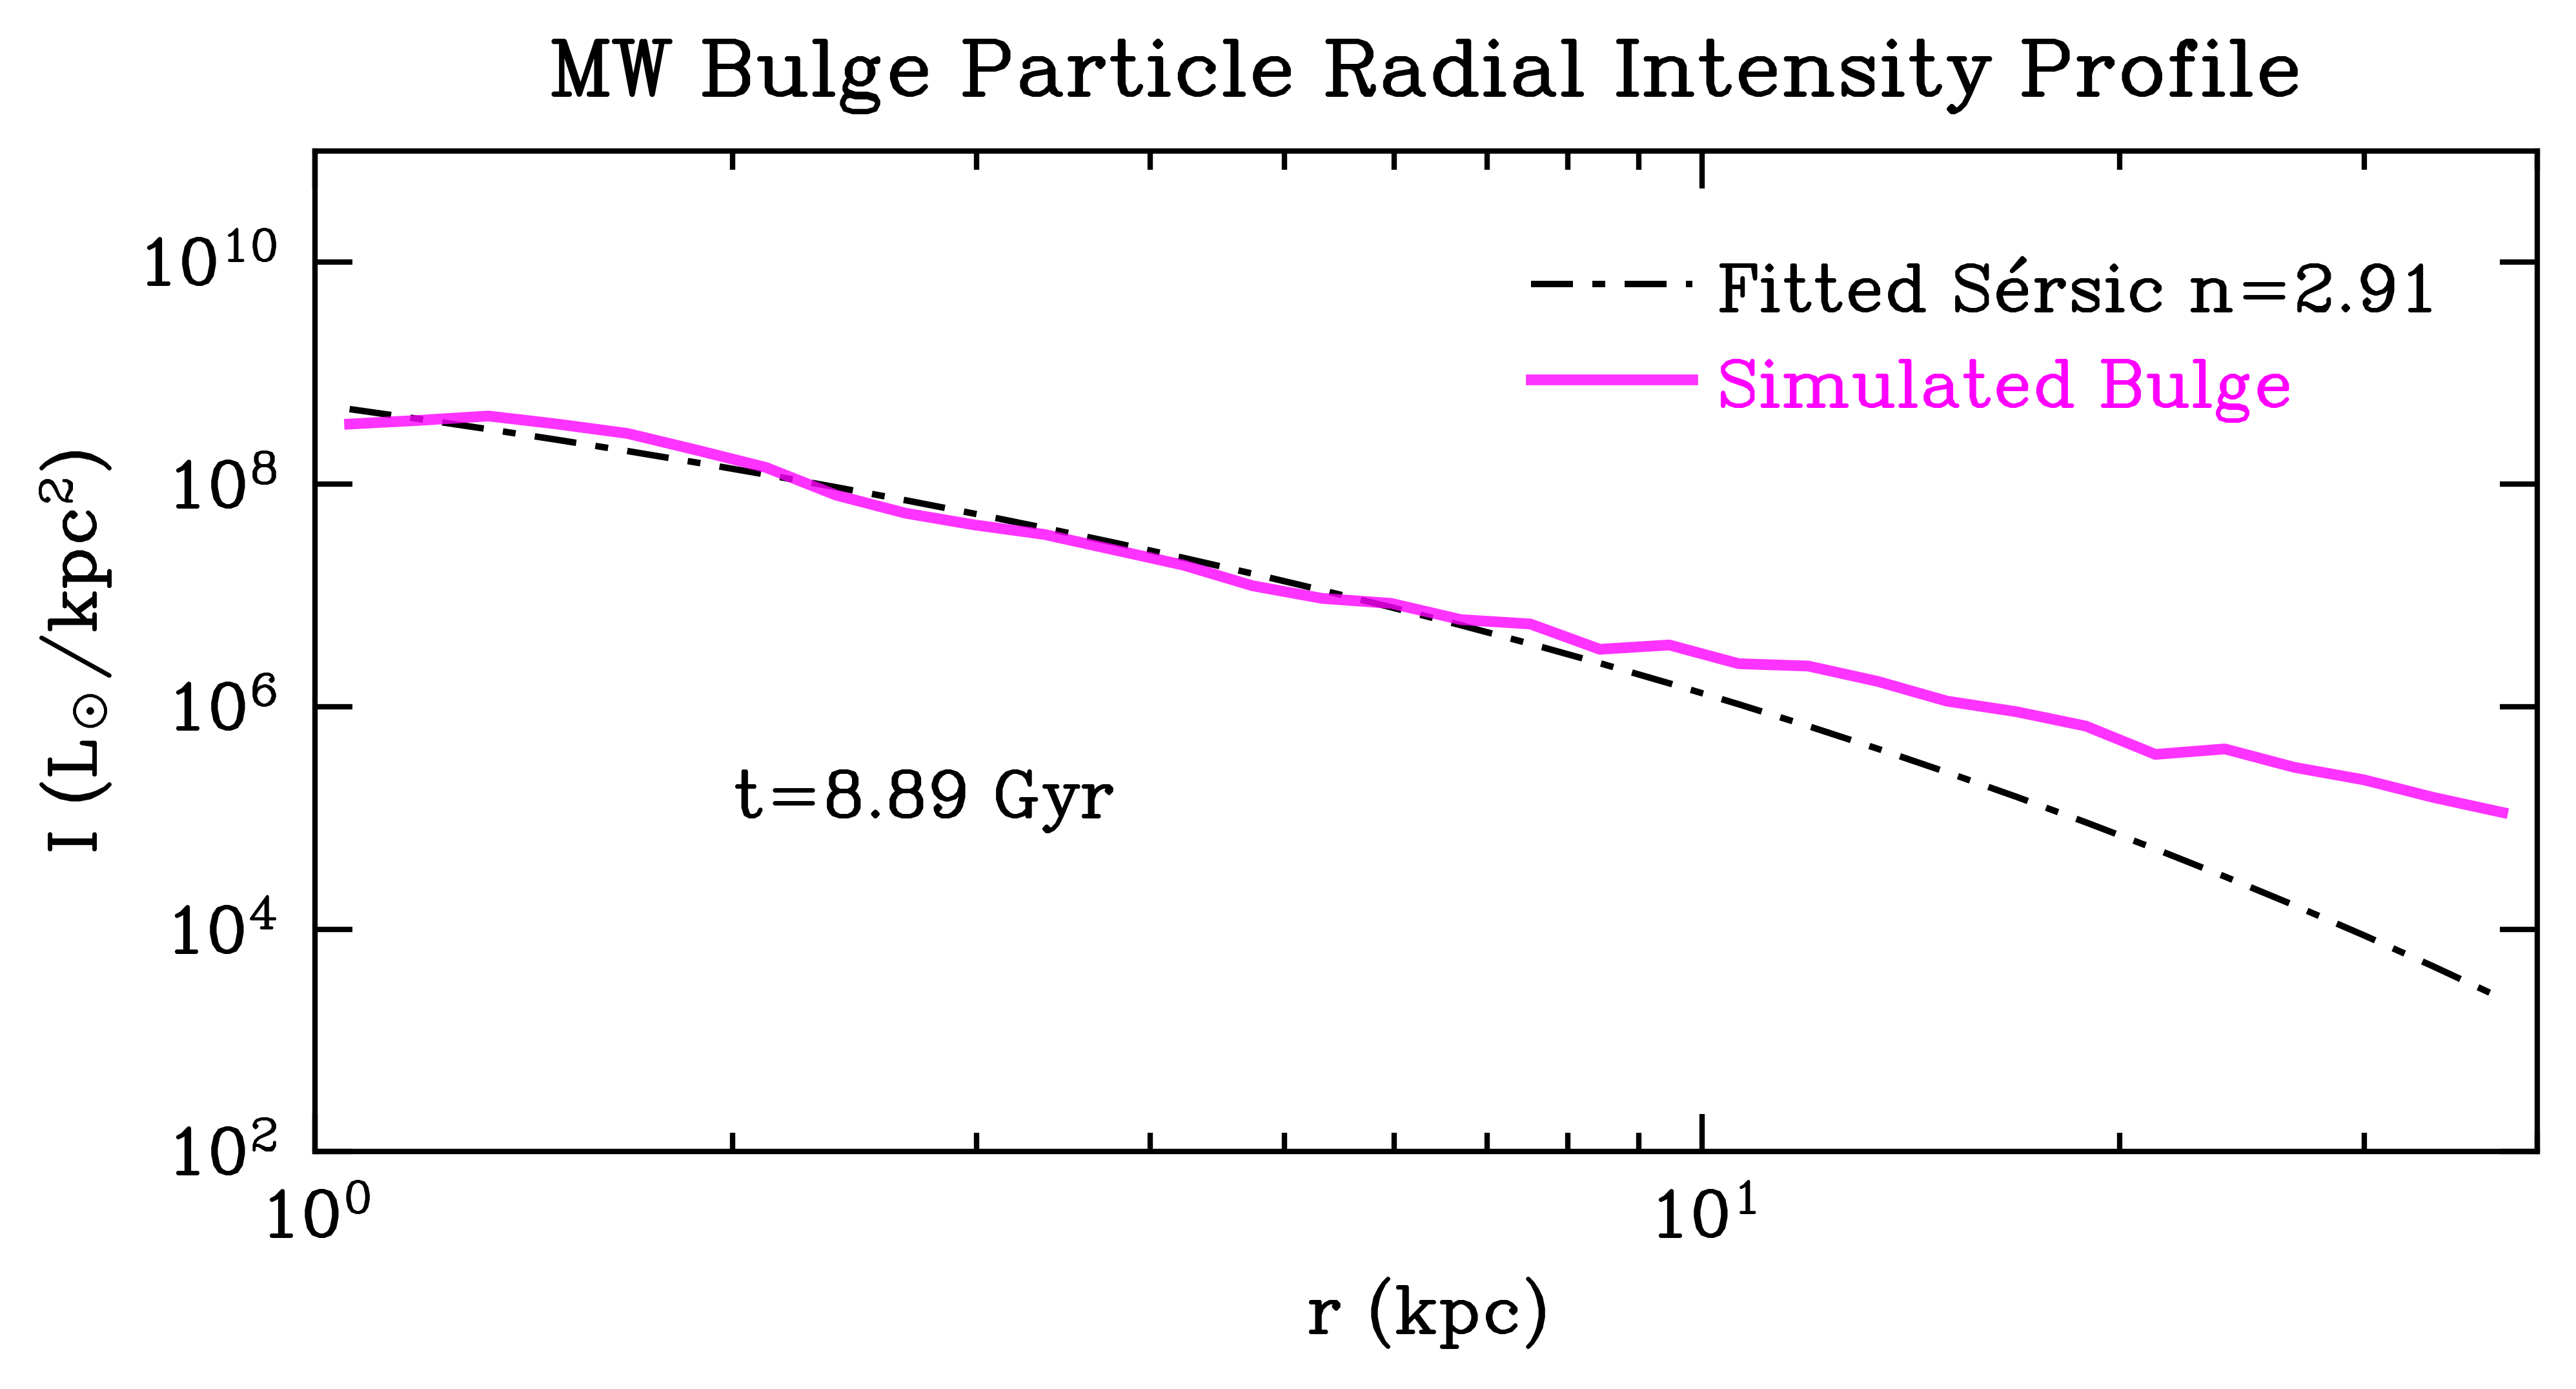 MW Bulge Particle Radial Intensity Profile
10¹⁰
10⁸
10⁶
10⁴
10²
I (L☉/kpc²)
Fitted Sérsic n=2.91
Simulated Bulge
t=8.89 Gyr
10⁰
10¹
r (kpc)